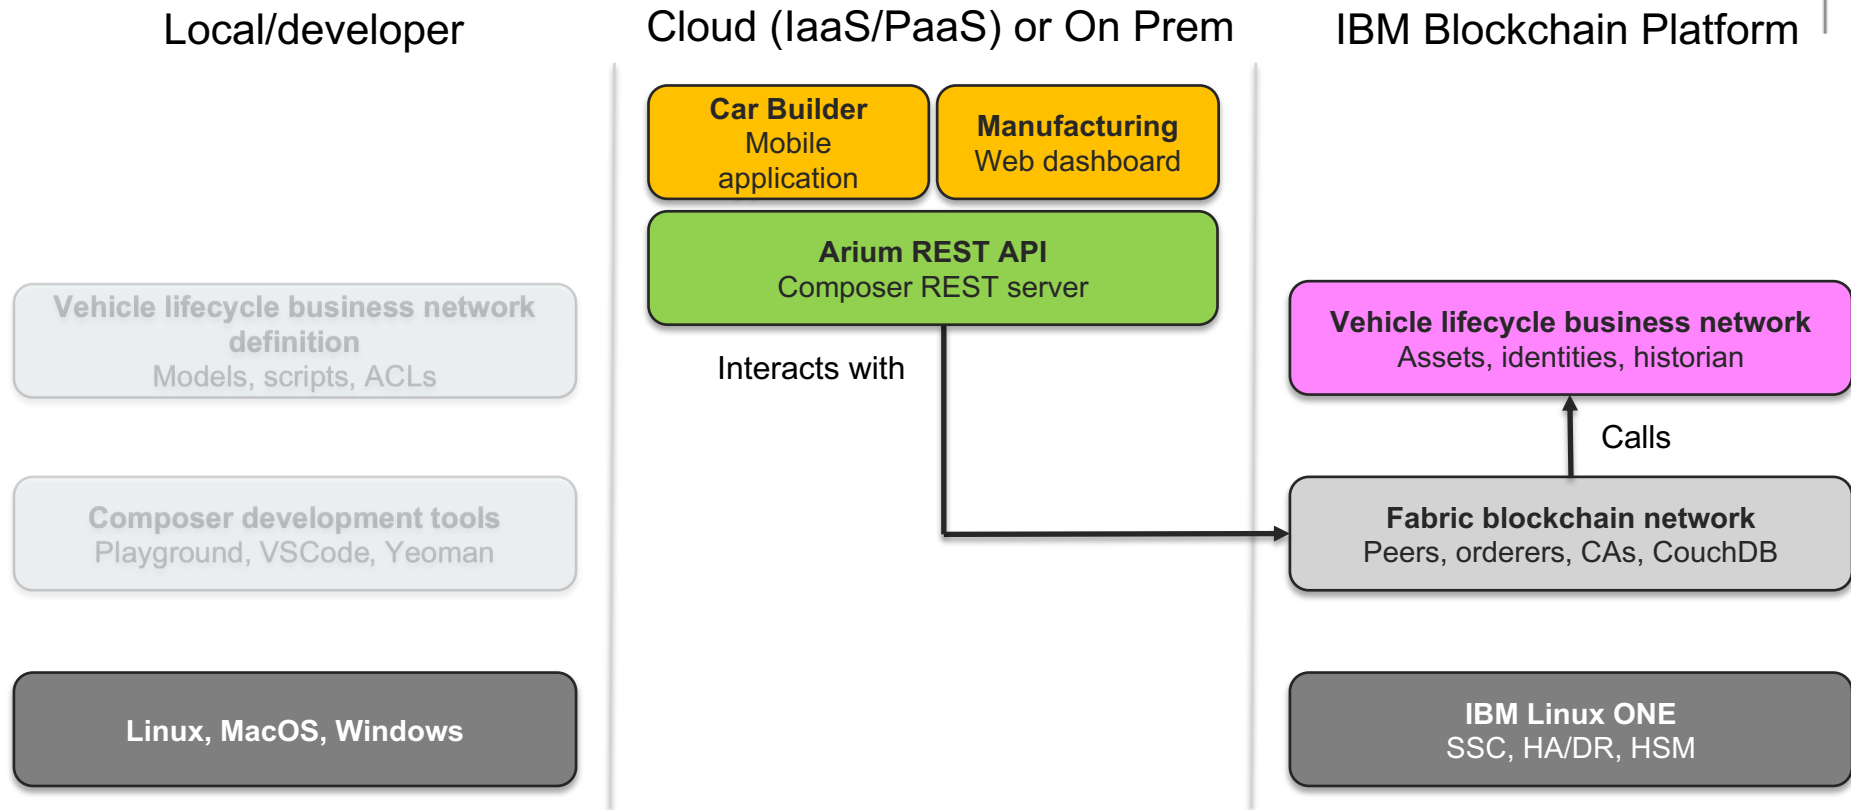 Local/developer
Cloud (IaaS/PaaS) or On Prem
IBM Blockchain Platform
Car Builder
Mobile
application
Manufacturing
Web dashboard
Arium REST API
Composer REST server
Vehicle lifecycle business network
definition
Models, scripts, ACLs
Interacts with
Vehicle lifecycle business network
Assets, identities, historian
Calls
Composer development tools
Playground, VSCode, Yeoman
Fabric blockchain network
Peers, orderers, CAs, CouchDB
Linux, MacOS, Windows
IBM Linux ONE
SSC, HA/DR, HSM